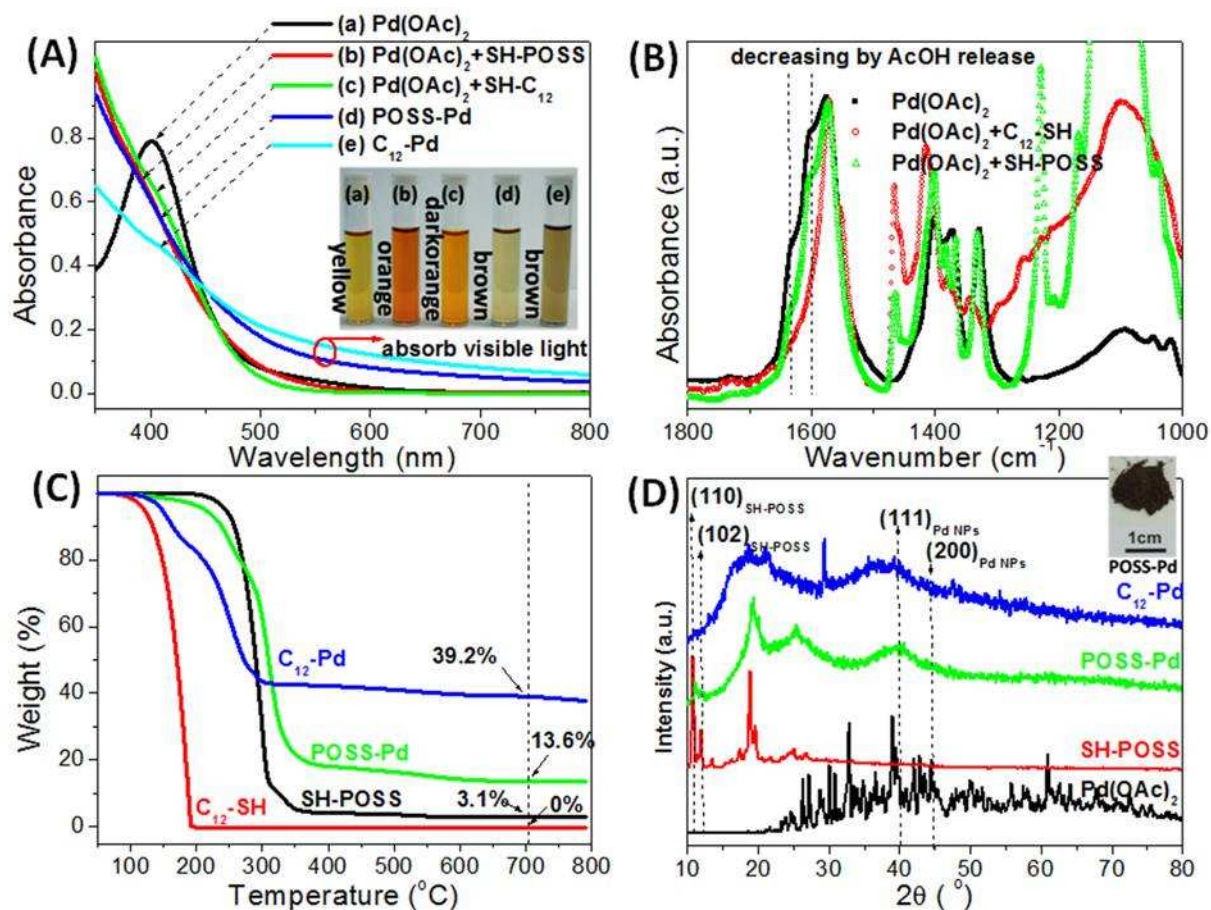 (A)
(a) Pd(OAc)2
(b) Pd(OAc)2+SH-POSS
(c) Pd(OAc)2+SH-C12
(d) POSS-Pd
(e) C12-Pd
(a) (b) (c) (d) (e)
yellow
orange
darkorange
brown
brown
absorb visible light
0.8
0.6
0.4
0.2
0.0
Absorbance
400 500 600 700 800
Wavelength (nm)
(B)
decreasing by AcOH release
Pd(OAc)2
Pd(OAc)2+C12-SH
Pd(OAc)2+SH-POSS
Absorbance (a.u.)
1800 1600 1400 1200 1000
Wavenumber (cm-1)
(C)
80
60
40
20
0
Weight (%)
C12-Pd
39.2%
POSS-Pd
13.6%
SH-POSS
3.1%
0%
C12-SH
100 200 300 400 500 600 700 800
Temperature (oC)
(D)
(110)SH-POSS
(102)SH-POSS
(111)Pd NPs
(200)Pd NPs
1cm
POSS-Pd
C12-Pd
POSS-Pd
SH-POSS
Pd(OAc)2
Intensity (a.u.)
10 20 30 40 50 60 70 80
2θ ( o)